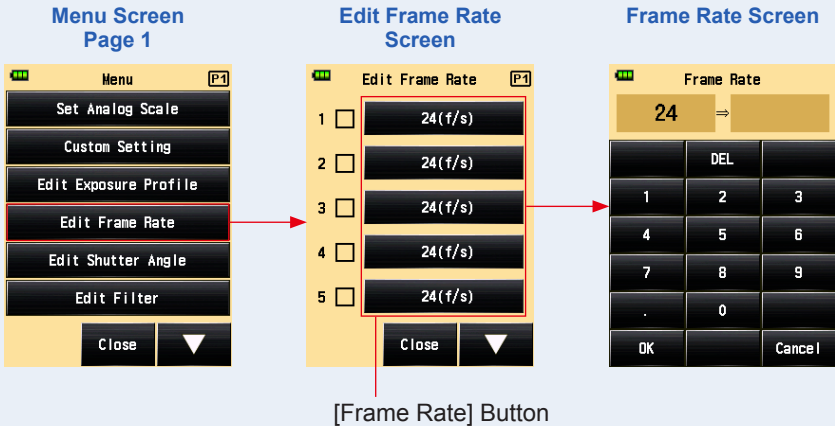 Menu Screen
Page 1
Menu P1
Set Analog Scale
Custom Setting
Edit Exposure Profile
Edit Frame Rate
Edit Shutter Angle
Edit Filter
Close
Edit Frame Rate
Screen
Edit Frame Rate P1
1 24(f/s)
2 24(f/s)
3 24(f/s)
4 24(f/s)
5 24(f/s)
Close
[Frame Rate] Button
Frame Rate Screen
Frame Rate
24 ⇒
DEL
1 2 3
4 5 6
7 8 9
. 0
OK Cancel